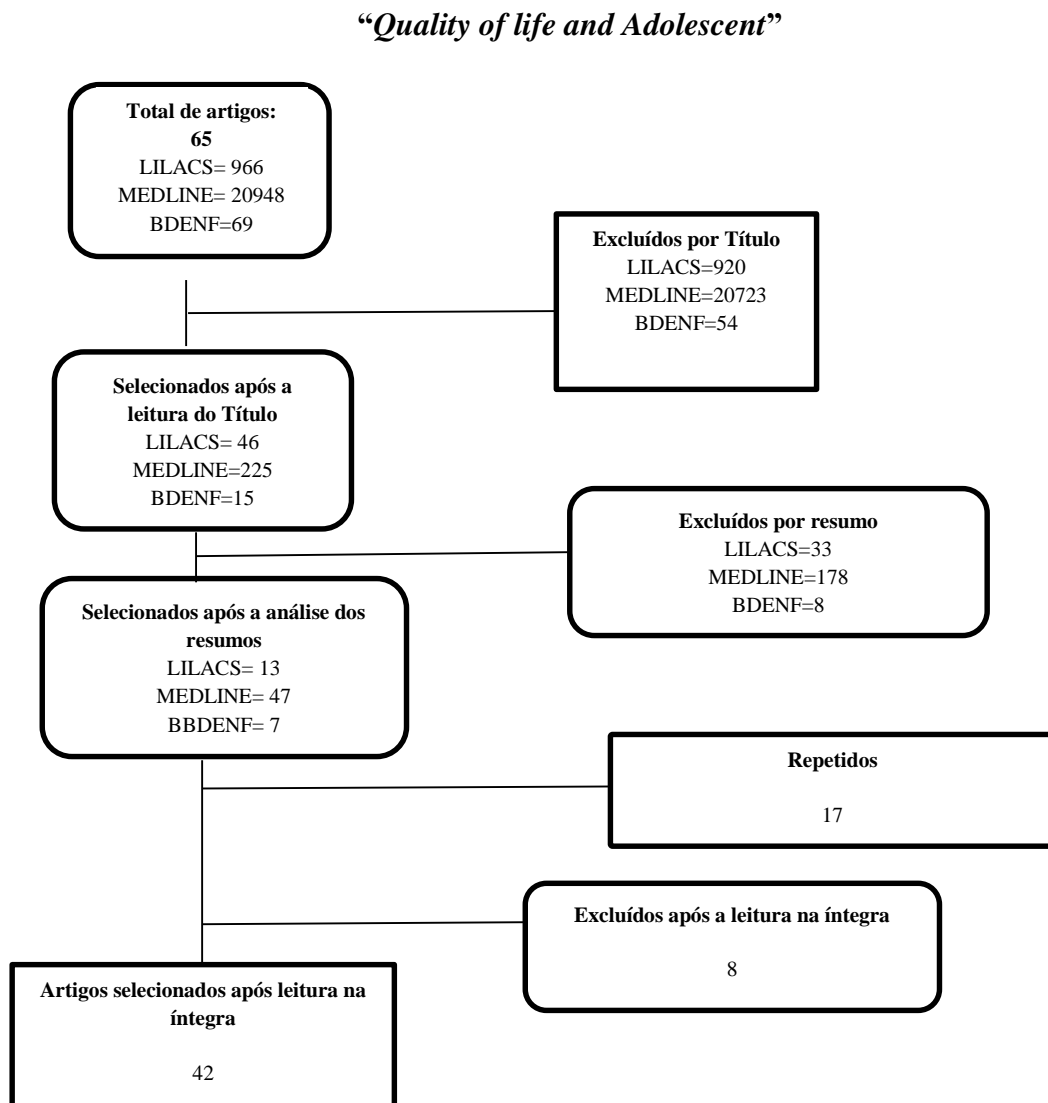 “Quality of life and Adolescent”
Total de artigos:
65
LILACS= 966
MEDLINE= 20948
BDENF=69
Excluídos por Título
LILACS=920
MEDLINE=20723
BDENF=54
Selecionados após a
leitura do Título
LILACS= 46
MEDLINE=225
BDENF=15
Excluídos por resumo
LILACS=33
MEDLINE=178
BDENF=8
Selecionados após a análise dos
resumos
LILACS= 13
MEDLINE= 47
BBDENF= 7
Repetidos
17
Excluídos após a leitura na íntegra
8
Artigos selecionados após leitura na
íntegra
42